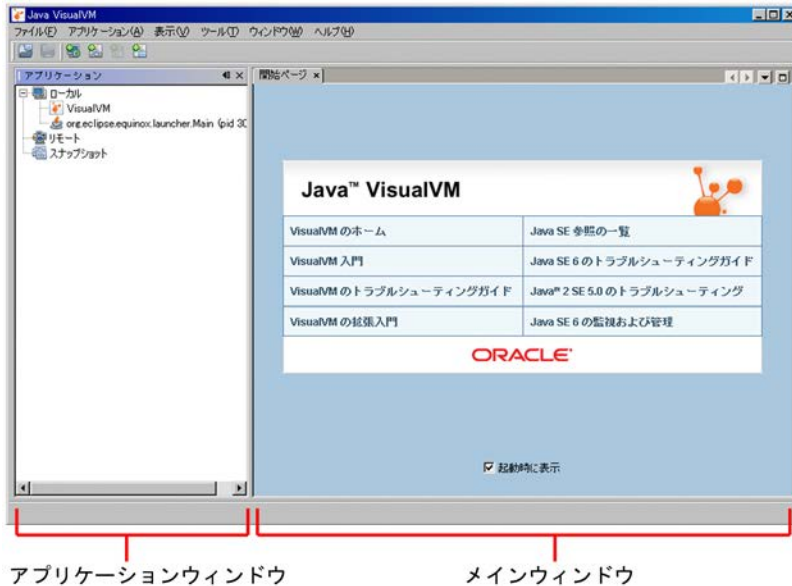 Java VisualVM
ファイル(F) アプリケーション(A) 表示(V) ツール(T) ウィンドウ(W) ヘルプ(H)
アプリケーション
ローカル
VisualVM
org.eclipse.equinox.launcher.Main (pid 30
リモート
スナップショット
開始ページ
Java™ VisualVM
VisualVM のホーム
Java SE 参照の一覧
VisualVM 入門
Java SE 6 のトラブルシューティングガイド
VisualVM のトラブルシューティングガイド
Java™ 2 SE 5.0 のトラブルシューティング
VisualVM の拡張入門
Java SE 6 の監視および管理
ORACLE
起動時に表示
アプリケーションウィンドウ
メインウィンドウ